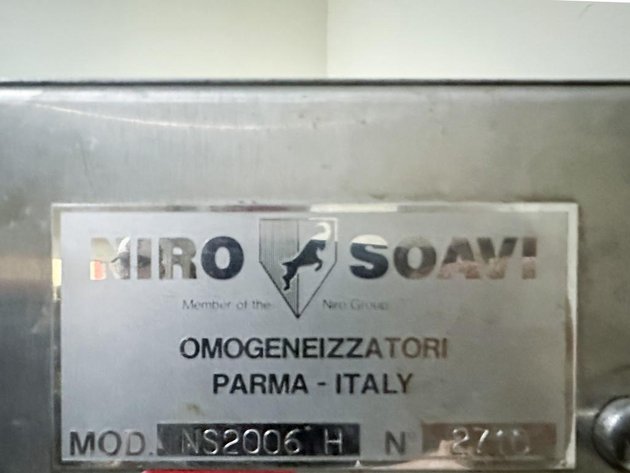 NIRO SOAVI
Member of the Niro Group
OMOGENEIZZATORI
PARMA - ITALY
MOD. NS2006 H N° 2710